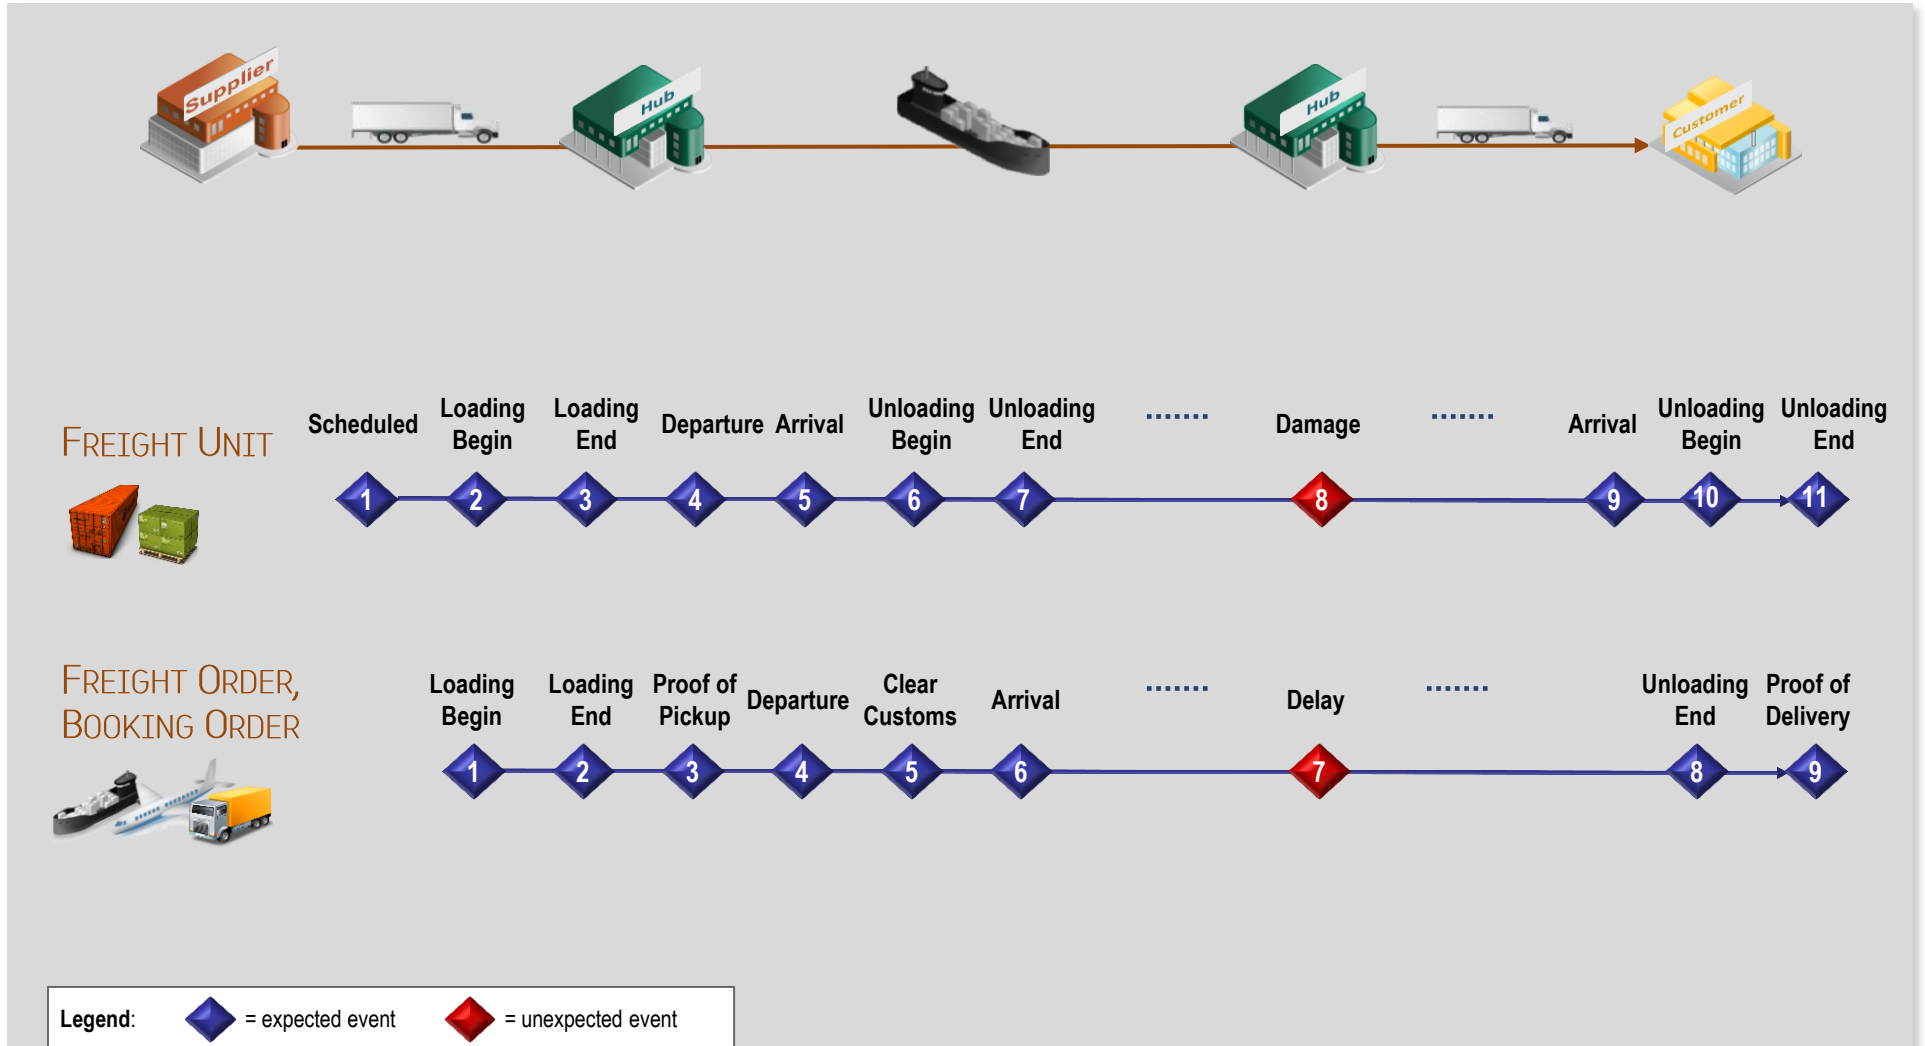 Supplier
Hub
Hub
Customer
FREIGHT UNIT
Scheduled
Loading
Begin
Loading
End
Departure
Arrival
Unloading
Begin
Unloading
End
.......
Damage
.......
Arrival
Unloading
Begin
Unloading
End
1
2
3
4
5
6
7
8
9
10
11
FREIGHT ORDER,
BOOKING ORDER
Loading
Begin
Loading
End
Proof of
Pickup
Departure
Clear
Customs
Arrival
.......
Delay
.......
Unloading
End
Proof of
Delivery
1
2
3
4
5
6
7
8
9
Legend:
= expected event
= unexpected event